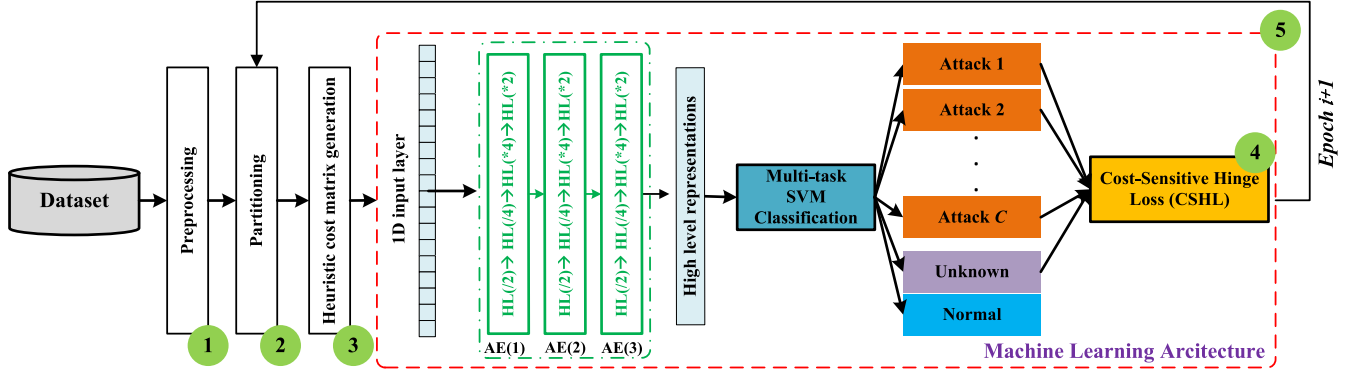 Dataset
Preprocessing
1
Partitioning
2
Heuristic cost matrix generation
3
1D input layer
HL(/2)→HL(/4)→HL(*4)→HL(*2)
AE(1)
HL(/2)→HL(/4)→HL(*4)→HL(*2)
AE(2)
HL(/2)→HL(/4)→HL(*4)→HL(*2)
AE(3)
High level representations
Multi-task
SVM
Classification
Attack 1
Attack 2
.
.
.
Attack C
Unknown
Normal
Cost-Sensitive Hinge
Loss (CSHL)
4
5
Epoch i+1
Machine Learning Arcitecture